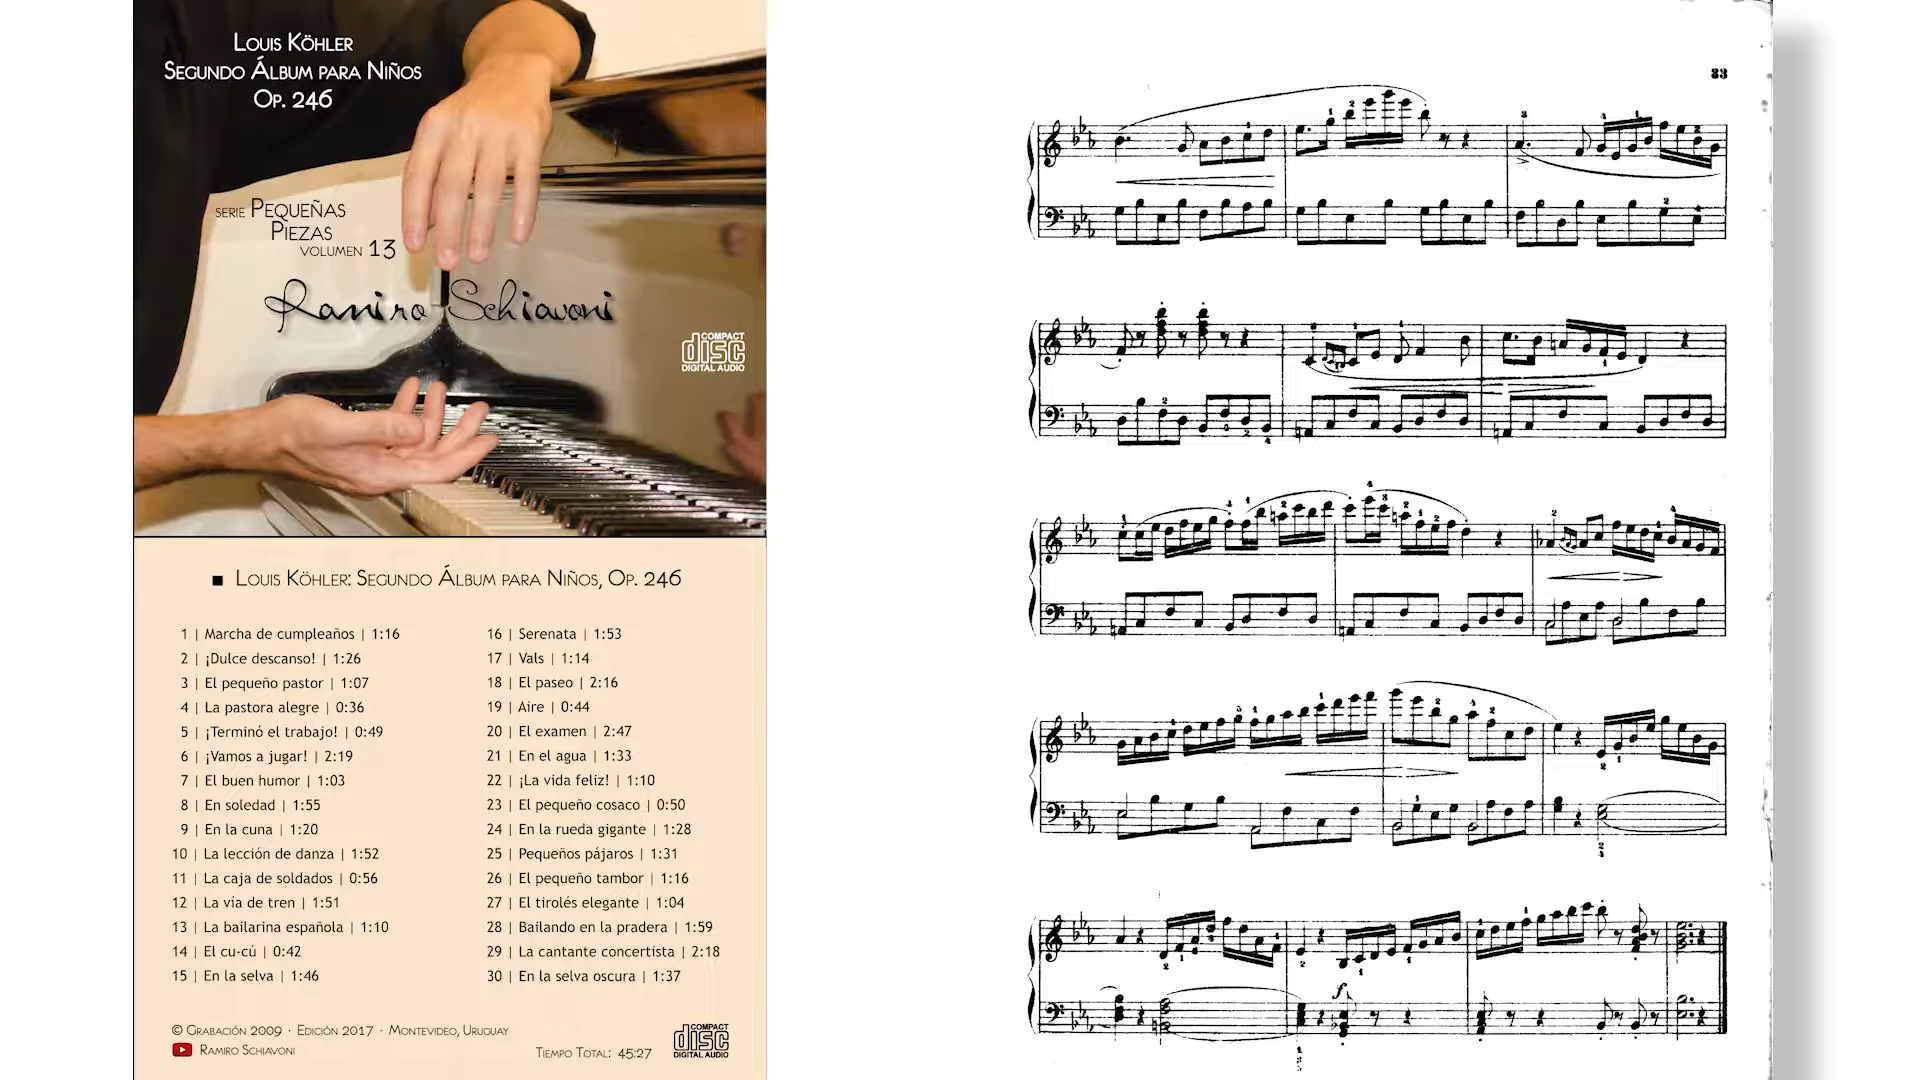 Louis Köhler
Segundo Álbum para Niños
Op. 246
serie Pequeñas
Piezas
volumen 13
Ramiro Schiavoni
COMPACT
disc
DIGITAL AUDIO
■ Louis Köhler: Segundo Álbum para Niños, Op. 246
1 | Marcha de cumpleaños | 1:16
2 | ¡Dulce descanso! | 1:26
3 | El pequeño pastor | 1:07
4 | La pastora alegre | 0:36
5 | ¡Terminó el trabajo! | 0:49
6 | ¡Vamos a jugar! | 2:19
7 | El buen humor | 1:03
8 | En soledad | 1:55
9 | En la cuna | 1:20
10 | La lección de danza | 1:52
11 | La caja de soldados | 0:56
12 | La vía de tren | 1:51
13 | La bailarina española | 1:10
14 | El cu-cú | 0:42
15 | En la selva | 1:46
16 | Serenata | 1:53
17 | Vals | 1:14
18 | El paseo | 2:16
19 | Aire | 0:44
20 | El examen | 2:47
21 | En el agua | 1:33
22 | ¡La vida feliz! | 1:10
23 | El pequeño cosaco | 0:50
24 | En la rueda gigante | 1:28
25 | Pequeños pájaros | 1:31
26 | El pequeño tambor | 1:16
27 | El tirolés elegante | 1:04
28 | Bailando en la pradera | 1:59
29 | La cantante concertista | 2:18
30 | En la selva oscura | 1:37
© Grabación 2009 · Edición 2017 · Montevideo, Uruguay
Ramiro Schiavoni
Tiempo Total: 45:27
COMPACT
disc
DIGITAL AUDIO
33
f